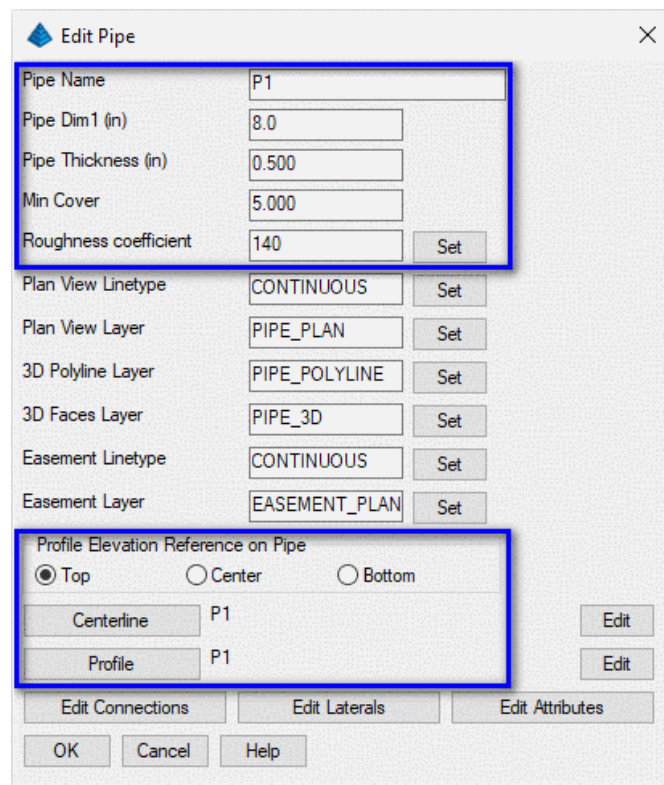 Edit Pipe
Pipe Name P1
Pipe Dim1 (in) 8.0
Pipe Thickness (in) 0.500
Min Cover 5.000
Roughness coefficient 140 Set
Plan View Linetype CONTINUOUS Set
Plan View Layer PIPE_PLAN Set
3D Polyline Layer PIPE_POLYLINE Set
3D Faces Layer PIPE_3D Set
Easement Linetype CONTINUOUS Set
Easement Layer EASEMENT_PLAN Set
Profile Elevation Reference on Pipe
Top Center Bottom
Centerline P1 Edit
Profile P1 Edit
Edit Connections Edit Laterals Edit Attributes
OK Cancel Help